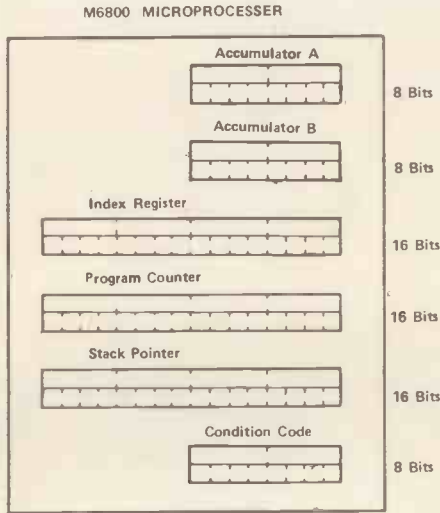 M6800 MICROPROCESSER
Accumulator A
8 Bits
Accumulator B
8 Bits
Index Register
16 Bits
Program Counter
16 Bits
Stack Pointer
16 Bits
Condition Code
8 Bits